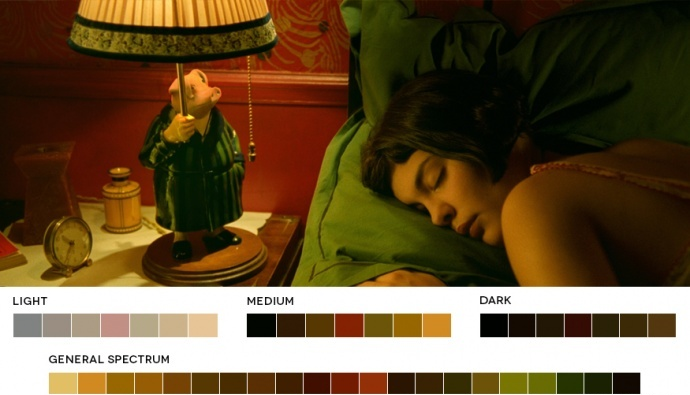 LIGHT
MEDIUM
DARK
GENERAL SPECTRUM